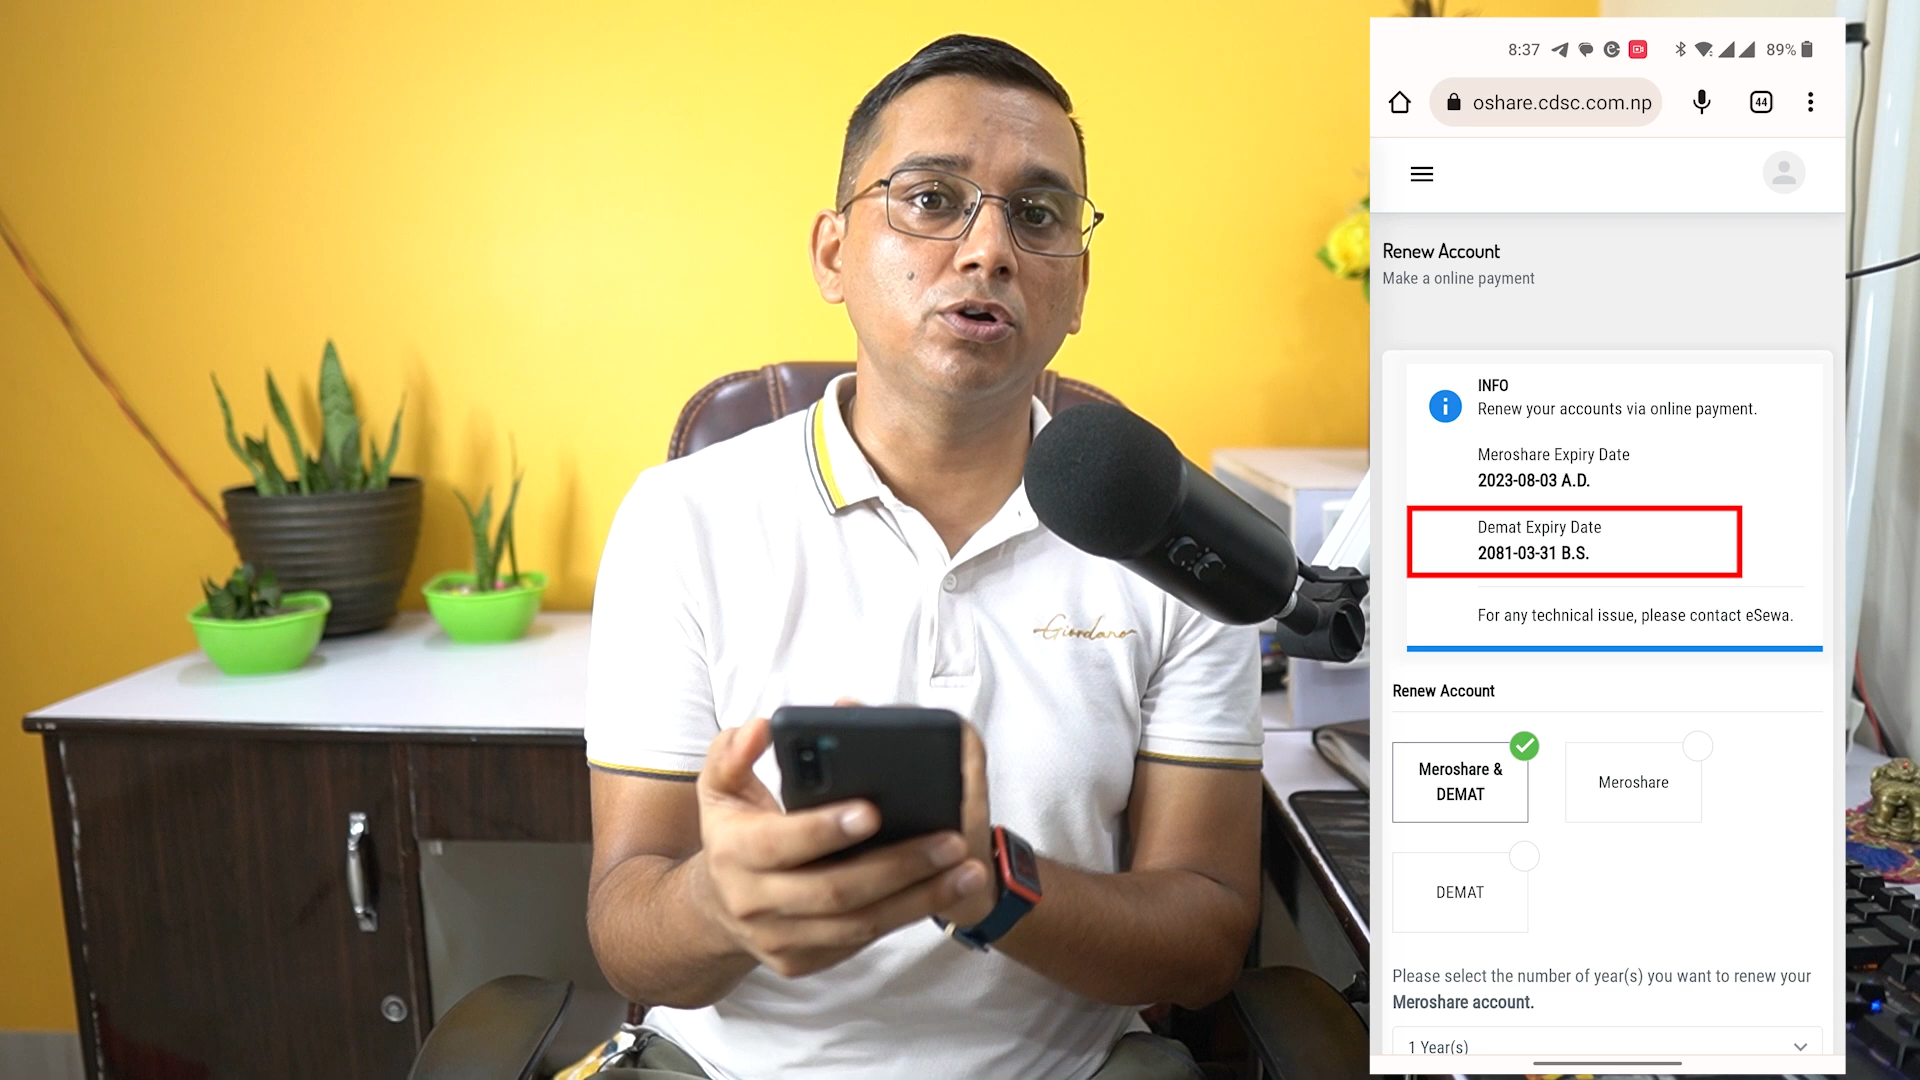 Giordano
8:37 89%
oshare.cdsc.com.np 44
Renew Account
Make a online payment
INFO
Renew your accounts via online payment.
Meroshare Expiry Date
2023-08-03 A.D.
Demat Expiry Date
2081-03-31 B.S.
For any technical issue, please contact eSewa.
Renew Account
Meroshare &
DEMAT
Meroshare
DEMAT
Please select the number of year(s) you want to renew your
Meroshare account.
1 Year(s)